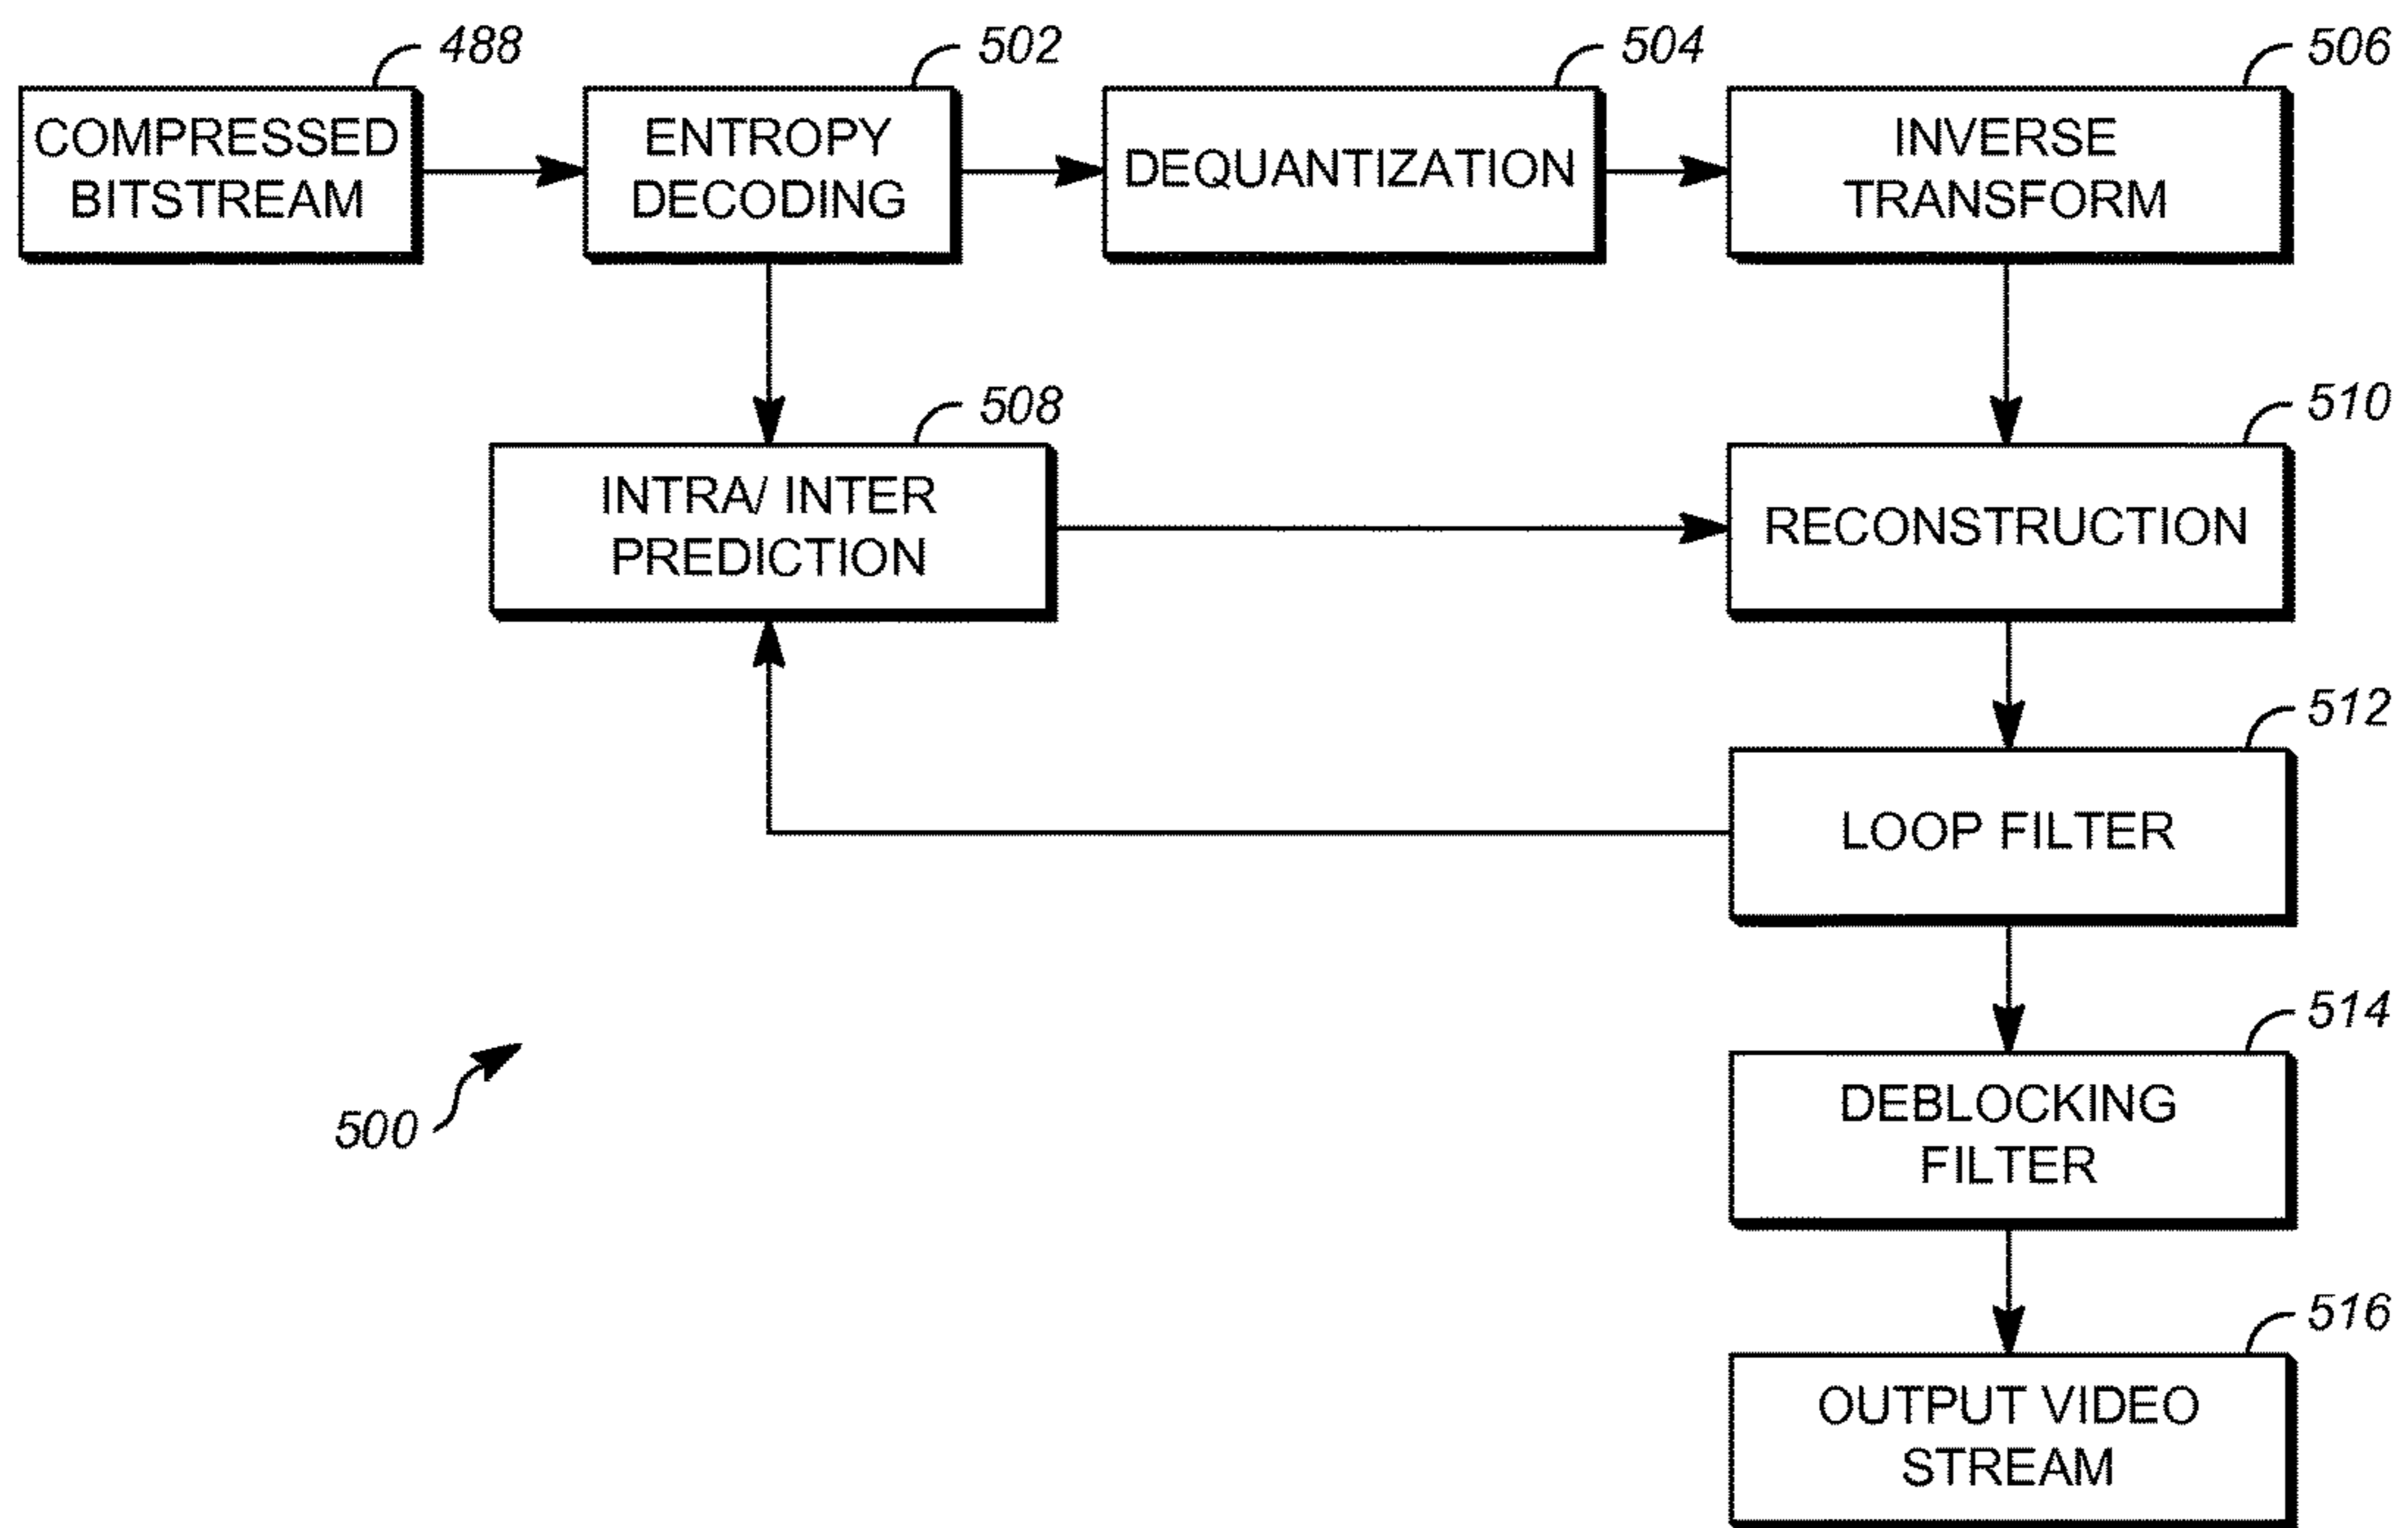 488
502
504
506
COMPRESSED
BITSTREAM
ENTROPY
DECODING
DEQUANTIZATION
INVERSE
TRANSFORM
508
510
INTRA/ INTER
PREDICTION
RECONSTRUCTION
512
LOOP FILTER
514
500
DEBLOCKING
FILTER
516
OUTPUT VIDEO
STREAM